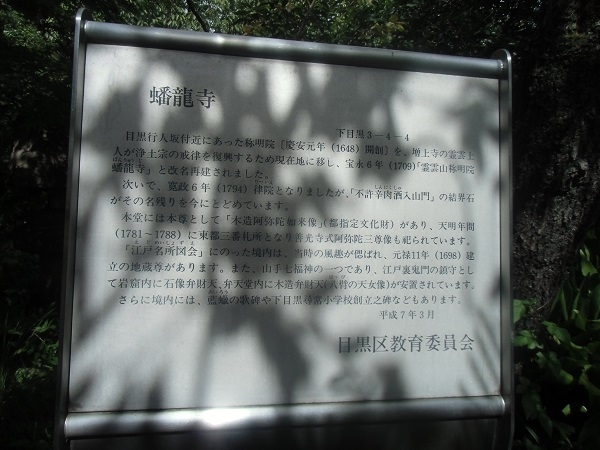 蟠龍寺
下目黒3-4-4
目黒行人坂付近にあった称明院〔慶安元年(1648)開創〕を、増上寺の霊雲上
人が浄土宗の戒律を復興するため現在地に移し、宝永6年(1709)「霊雲山称明院
蟠龍寺」と改名再建されました。
次いで、寛政6年(1794)律院となりましたが、「不許辛肉酒入山門」の結界石
がその名残りを今にとどめています。
本堂には本尊として「木造阿弥陀如来像」(都指定文化財)があり、天明年間
(1781~1788)に東都三番札所となり善光寺式阿弥陀三尊像も祀られています。
「江戸名所図会」にのった境内は、当時の風趣が偲ばれ、元禄11年(1698)建
立の地蔵尊があります。また、山手七福神の一つであり、江戸裏鬼門の鎮守とし
て岩窟内に石像弁財天、弁天堂内に木造弁財天(八臂の天女像)が安置されています。
さらに境内には、藍蠟の歌碑や下目黒尋常小学校創立之碑などもあります。
平成7年3月
目黒区教育委員会